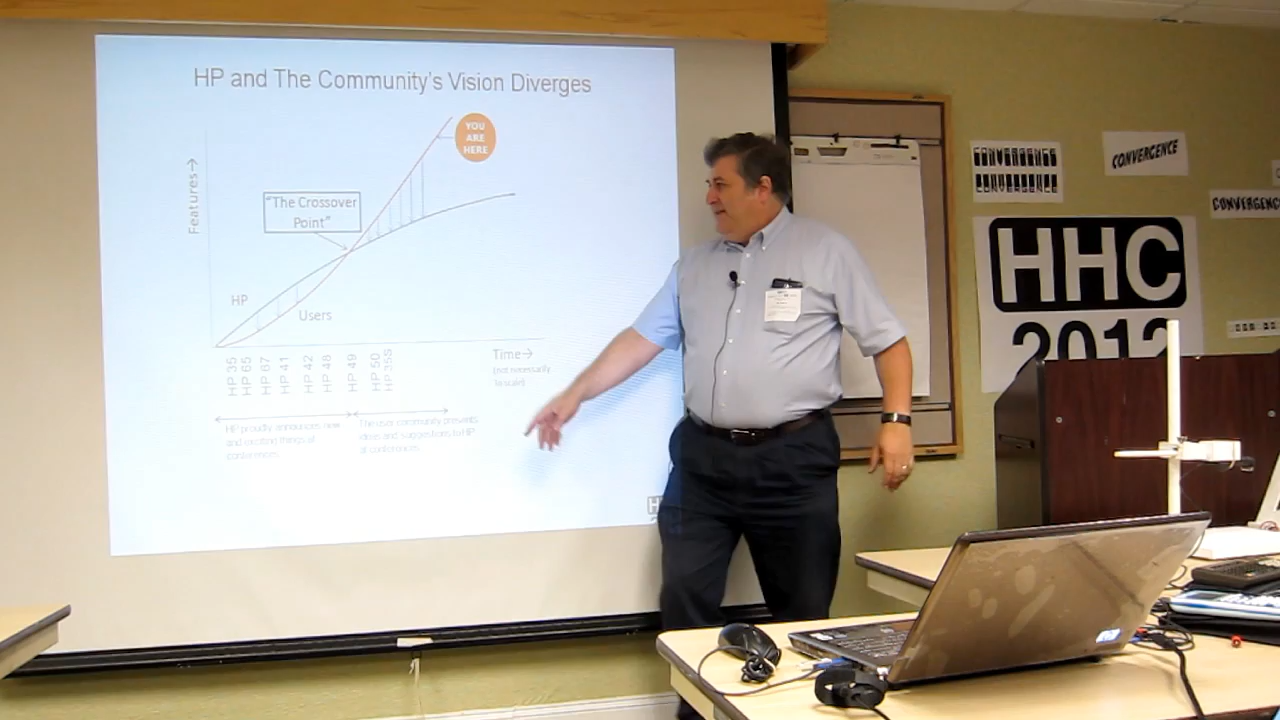 HP and The Community's Vision Diverges
YOU
ARE
HERE
Features→
"The Crossover
Point"
HP
Users
HP 35
HP 65
HP 67
HP 41
HP 42
HP 48
HP 49
HP 50
HP 35S
Time→
(not necessarily
to scale)
HP proudly announces new
and exciting things at
conferences
The user community presents
ideas and suggestions to HP
at conferences
CONVERGENCE
CONVERGENCE
CONVERGENCE
CONVERGENCE
HHC
2012